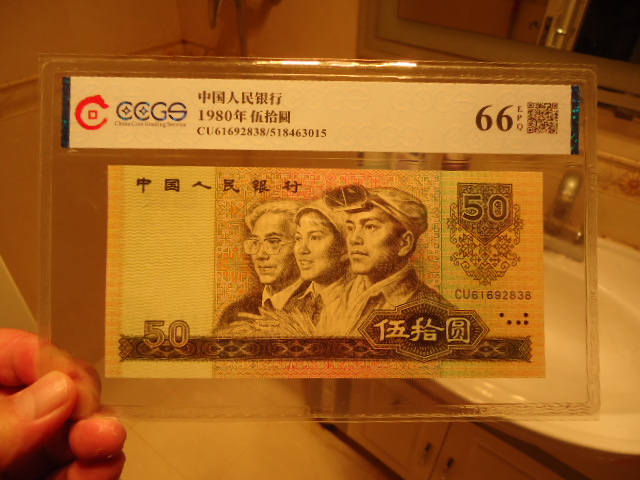 CCGS
China Coin Grading Service
中国人民银行
1980年 伍拾圆
CU61692838/518463015
66 EPQ
中国人民银行
50
CU61692838
50
伍拾圆